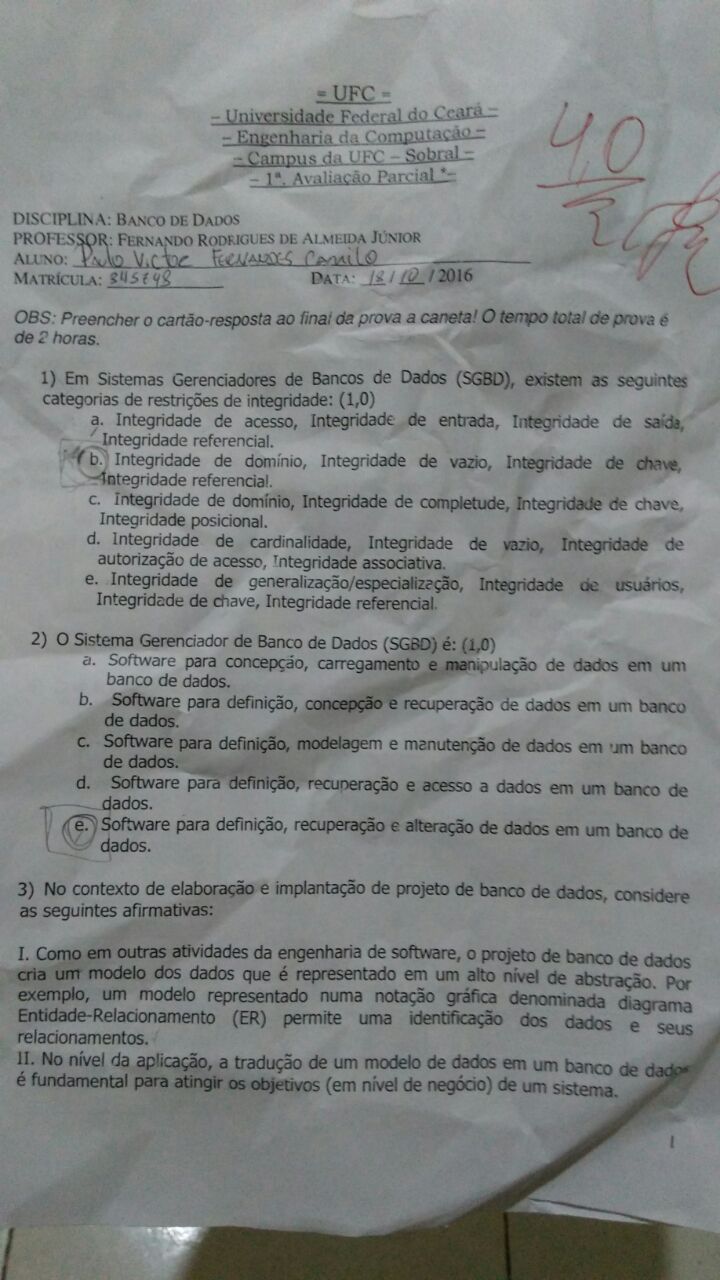 = UFC =
– Universidade Federal do Ceará –
– Engenharia da Computação –
– Campus da UFC – Sobral –
– 1ª. Avaliação Parcial *–
4,0
DISCIPLINA: BANCO DE DADOS
PROFESSOR: FERNANDO RODRIGUES DE ALMEIDA JÚNIOR
ALUNO: Victor Fernandes Camilo
MATRÍCULA: DATA: 18/10/2016
OBS: Preencher o cartão-resposta ao final da prova a caneta! O tempo total de prova é
de 2 horas.
1) Em Sistemas Gerenciadores de Bancos de Dados (SGBD), existem as seguintes
categorias de restrições de integridade: (1,0)
a. Integridade de acesso, Integridade de entrada, Integridade de saída,
Integridade referencial.
b. Integridade de domínio, Integridade de vazio, Integridade de chave,
Integridade referencial.
c. Integridade de domínio, Integridade de completude, Integridade de chave,
Integridade posicional.
d. Integridade de cardinalidade, Integridade de vazio, Integridade de
autorização de acesso, Integridade associativa.
e. Integridade de generalização/especialização, Integridade de usuários,
Integridade de chave, Integridade referencial.
2) O Sistema Gerenciador de Banco de Dados (SGBD) é: (1,0)
a. Software para concepção, carregamento e manipulação de dados em um
banco de dados.
b. Software para definição, concepção e recuperação de dados em um banco
de dados.
c. Software para definição, modelagem e manutenção de dados em um banco
de dados.
d. Software para definição, recuperação e acesso a dados em um banco de
dados.
e. Software para definição, recuperação e alteração de dados em um banco de
dados.
3) No contexto de elaboração e implantação de projeto de banco de dados, considere
as seguintes afirmativas:
I. Como em outras atividades da engenharia de software, o projeto de banco de dados
cria um modelo dos dados que é representado em um alto nível de abstração. Por
exemplo, um modelo representado numa notação gráfica denominada diagrama
Entidade-Relacionamento (ER) permite uma identificação dos dados e seus
relacionamentos.
II. No nível da aplicação, a tradução de um modelo de dados em um banco de dados
é fundamental para atingir os objetivos (em nível de negócio) de um sistema.
1